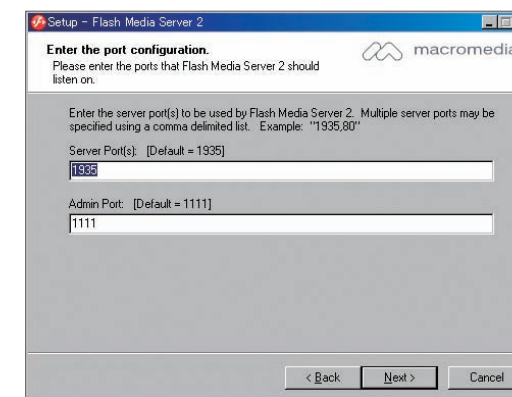 Setup - Flash Media Server 2
Enter the port configuration.
Please enter the ports that Flash Media Server 2 should
listen on.
macromedia
Enter the server port(s) to be used by Flash Media Server 2. Multiple server ports may be
specified using a comma delimited list. Example: "1935,80"
Server Port(s): [Default = 1935]
1935
Admin Port: [Default = 1111]
1111
< Back
Next >
Cancel